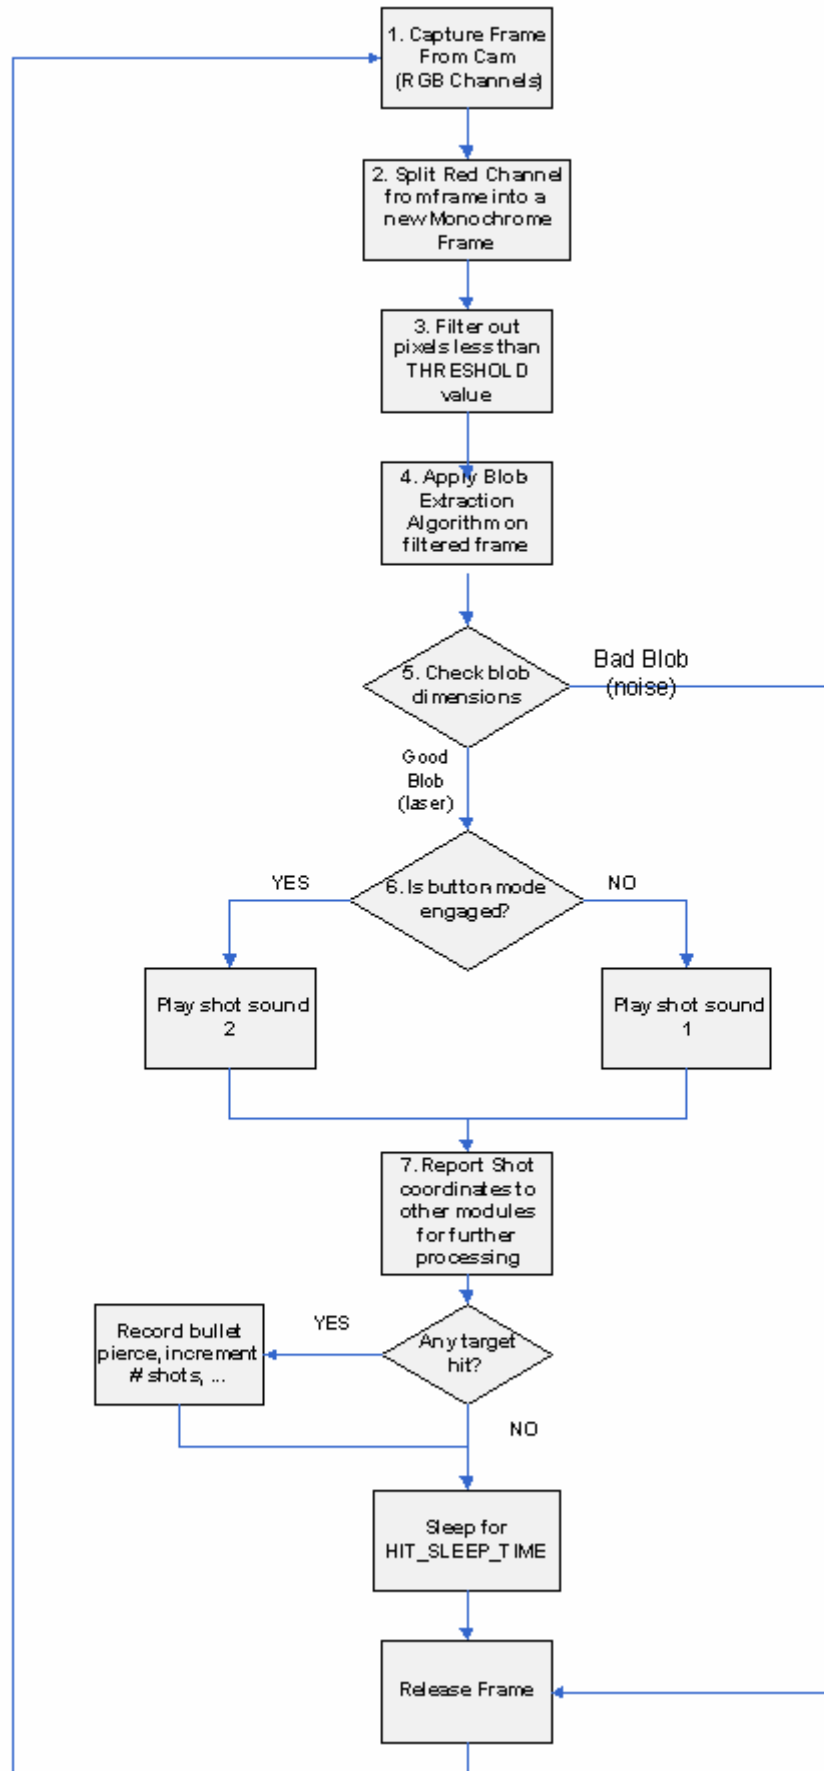 1. Capture Frame
From Cam
(RGB Channels)
2. Split Red Channel
from frame into a
new Monochrome
Frame
3. Filter out
pixels less than
THRESHOLD
value
4. Apply Blob
Extraction
Algorithm on
filtered frame
5. Check blob
dimensions
Bad Blob
(noise)
Good
Blob
(laser)
6. Is button mode
engaged?
YES
NO
Play shot sound
2
Play shot sound
1
7. Report Shot
coordinates to
other modules
for further
processing
Any target
hit?
YES
Record bullet
pierce, increment
# shots, ...
NO
Sleep for
HIT_SLEEP_TIME
Release Frame